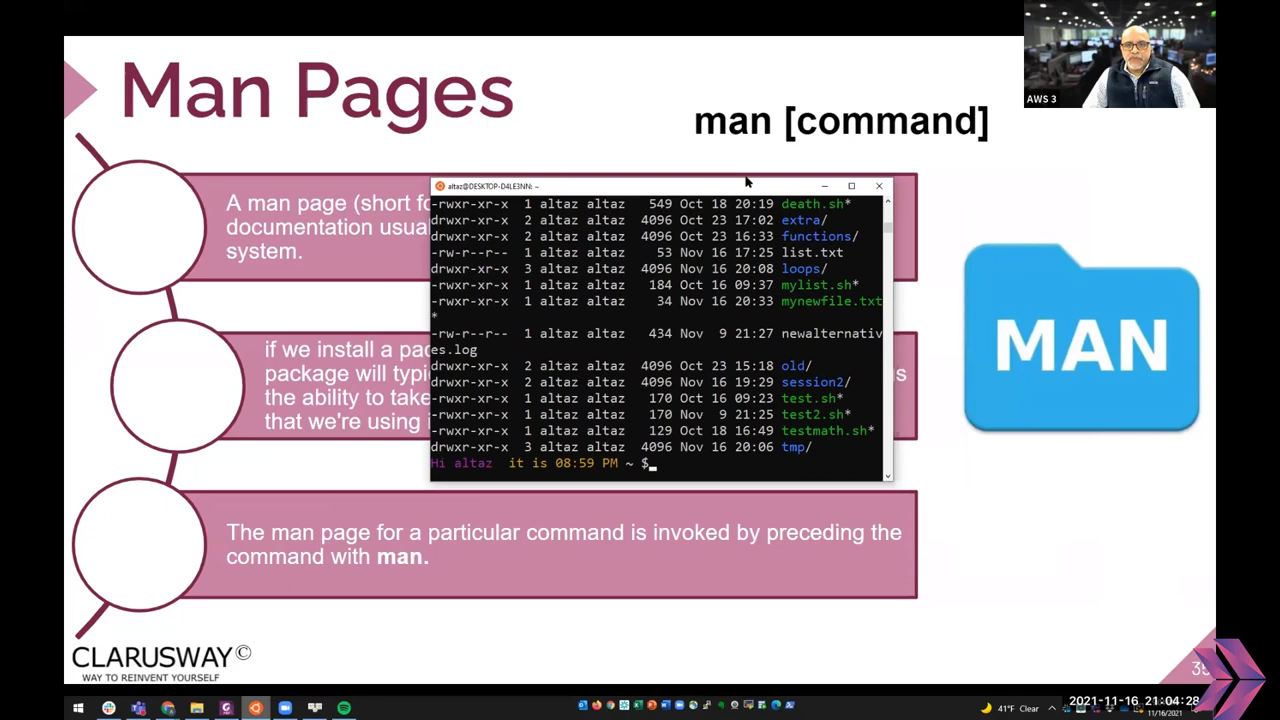 Man Pages
man [command]
AWS 3
A man page (short fo
documentation usua
system.
if we install a pac
package will typic
gs
the ability to take
that we're using i
The man page for a particular command is invoked by preceding the
command with man.
altaz@DESKTOP-D4LE3NN: ~
-rwxr-xr-x 1 altaz altaz 549 Oct 18 20:19 death.sh*
drwxr-xr-x 2 altaz altaz 4096 Oct 23 17:02 extra/
drwxr-xr-x 2 altaz altaz 4096 Oct 23 16:33 functions/
-rw-r--r-- 1 altaz altaz 53 Nov 16 17:25 list.txt
drwxr-xr-x 3 altaz altaz 4096 Nov 16 20:08 loops/
-rwxr-xr-x 1 altaz altaz 184 Oct 16 09:37 mylist.sh*
-rwxr-xr-x 1 altaz altaz 34 Nov 16 20:33 mynewfile.txt
*
-rw-r--r-- 1 altaz altaz 434 Nov 9 21:27 newalternativ
es.log
drwxr-xr-x 2 altaz altaz 4096 Oct 23 15:18 old/
drwxr-xr-x 2 altaz altaz 4096 Nov 16 19:29 session2/
-rwxr-xr-x 1 altaz altaz 170 Oct 16 09:23 test.sh*
-rwxr-xr-x 1 altaz altaz 170 Nov 9 21:25 test2.sh*
-rwxr-xr-x 1 altaz altaz 129 Oct 18 16:49 testmath.sh*
drwxr-xr-x 3 altaz altaz 4096 Nov 16 20:06 tmp/
Hi altaz it is 08:59 PM ~ $
MAN
CLARUSWAY©
WAY TO REINVENT YOURSELF
41°F Clear
2021-11-16 21:04:28
11/16/2021